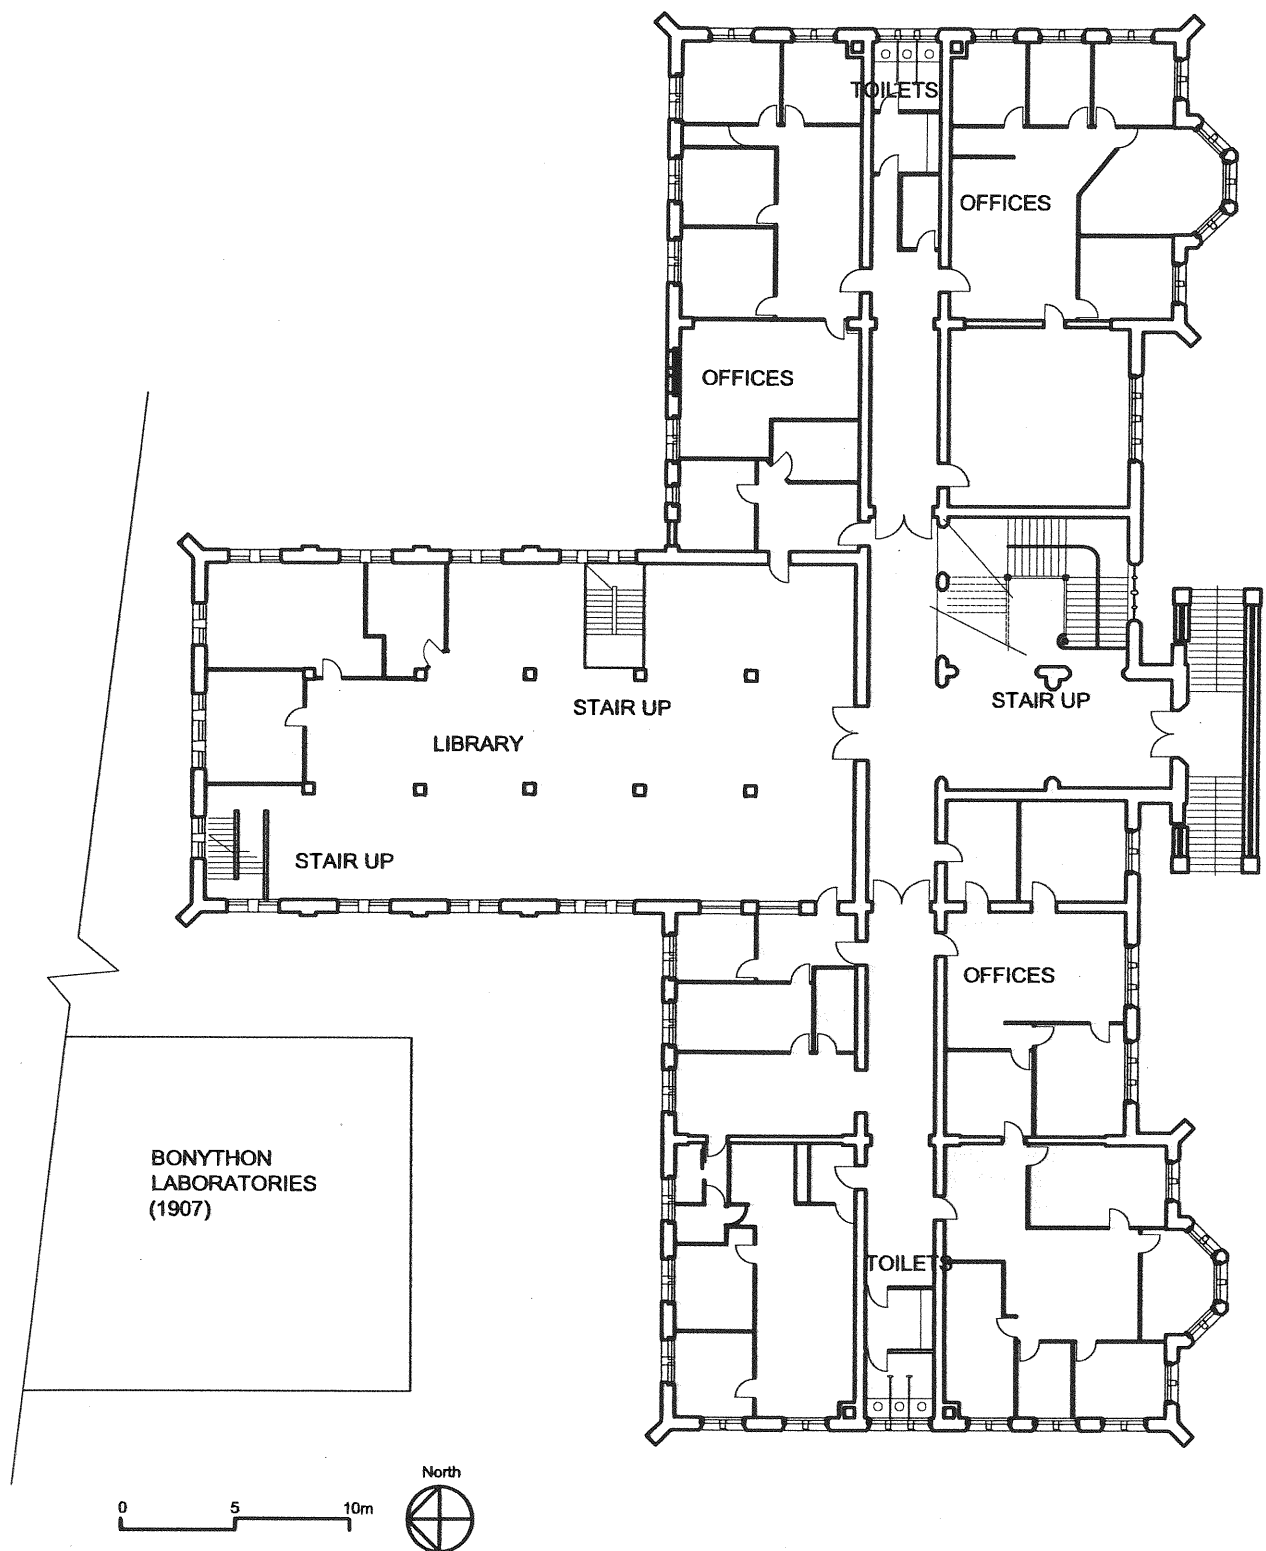 TOILETS
OFFICES
OFFICES
STAIR UP
STAIR UP
LIBRARY
STAIR UP
OFFICES
BONYTHON
LABORATORIES
(1907)
TOILETS
North
0 5 10m